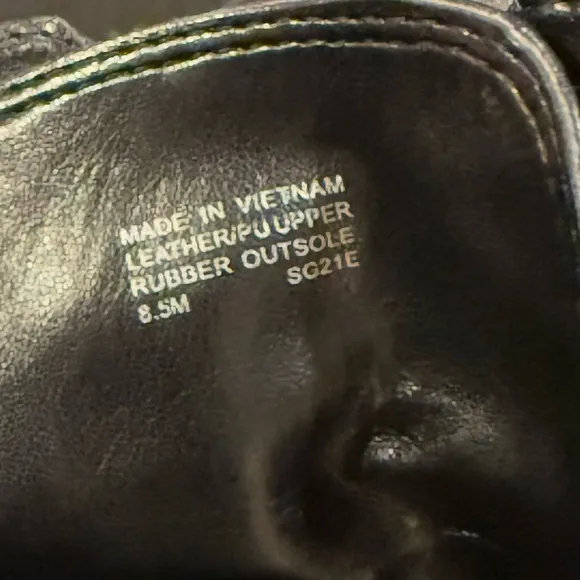 MADE IN VIETNAM
LEATHER/PU UPPER
RUBBER OUTSOLE
SG21E
8.5M